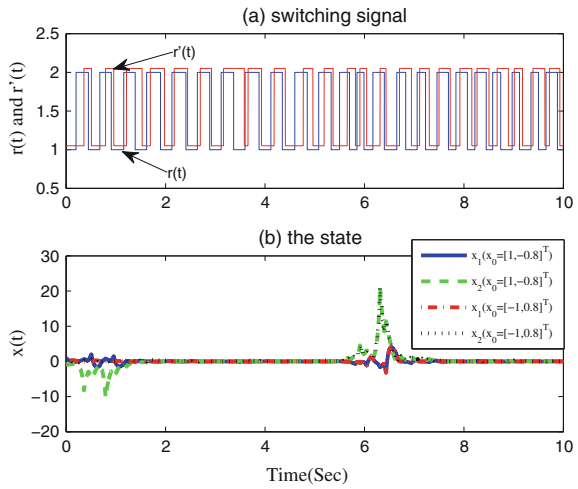 (a) switching signal
r(t) and r'(t)
2.5
2
1.5
1
0.5
r'(t)
r(t)
0 2 4 6 8 10
(b) the state
x(t)
30
20
10
0
−10
−20
x₁(x₀=[1,−0.8]ᵀ)
x₂(x₀=[1,−0.8]ᵀ)
x₁(x₀=[−1,0.8]ᵀ)
x₂(x₀=[−1,0.8]ᵀ)
0 2 4 6 8 10
Time(Sec)